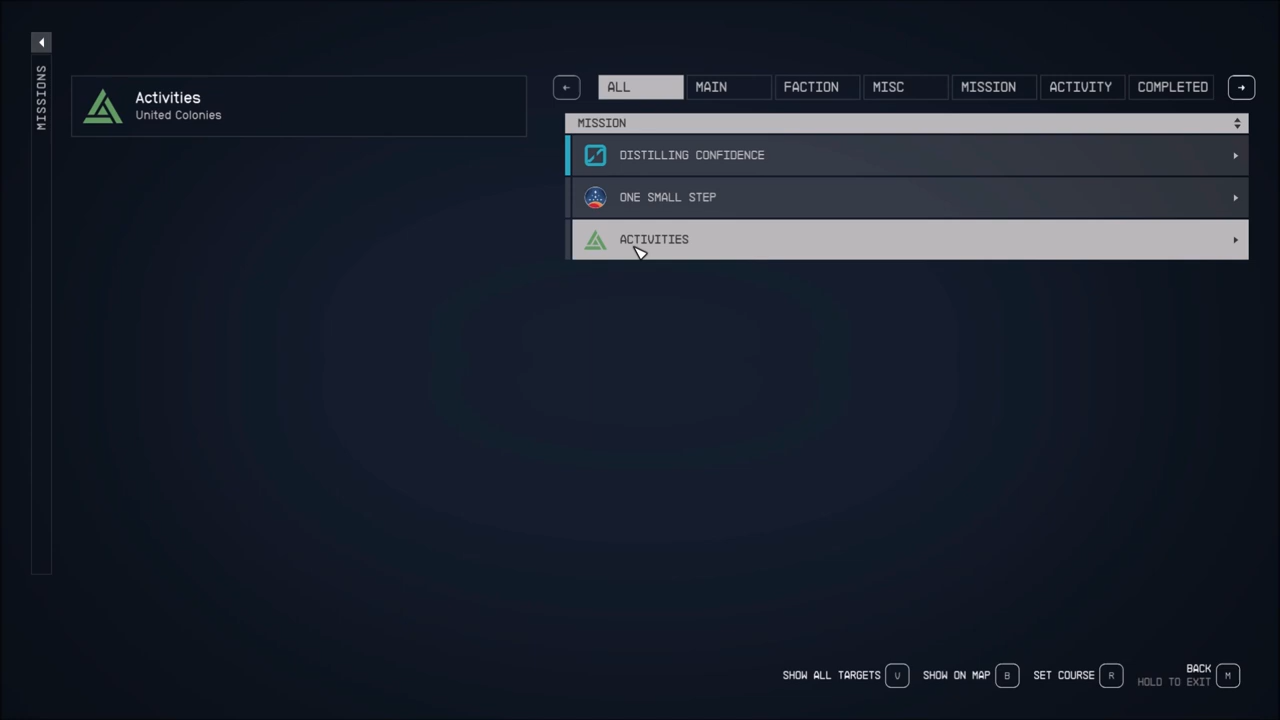 MISSIONS
Activities
United Colonies
ALL
MAIN
FACTION
MISC
MISSION
ACTIVITY
COMPLETED
MISSION
DISTILLING CONFIDENCE
ONE SMALL STEP
ACTIVITIES
SHOW ALL TARGETS V
SHOW ON MAP B
SET COURSE R
BACK M
HOLD TO EXIT